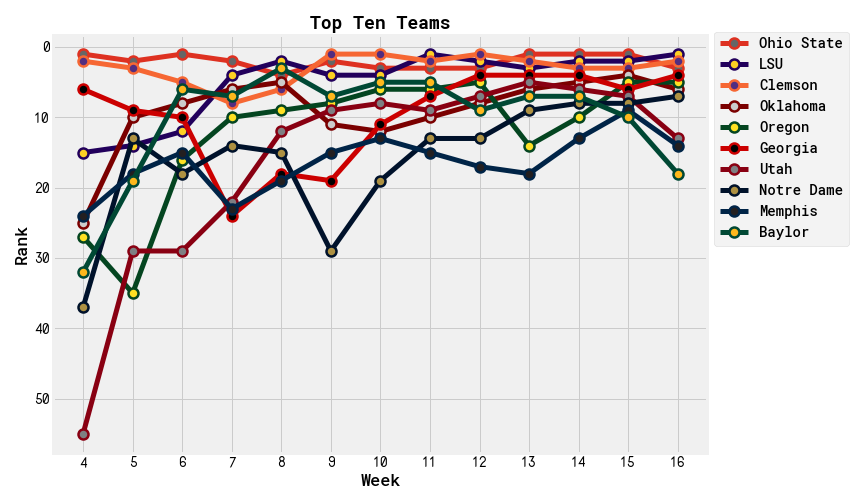 Top Ten Teams
Ohio State
LSU
Clemson
Oklahoma
Oregon
Georgia
Utah
Notre Dame
Memphis
Baylor
0
10
20
30
40
50
Rank
4 5 6 7 8 9 10 11 12 13 14 15 16
Week